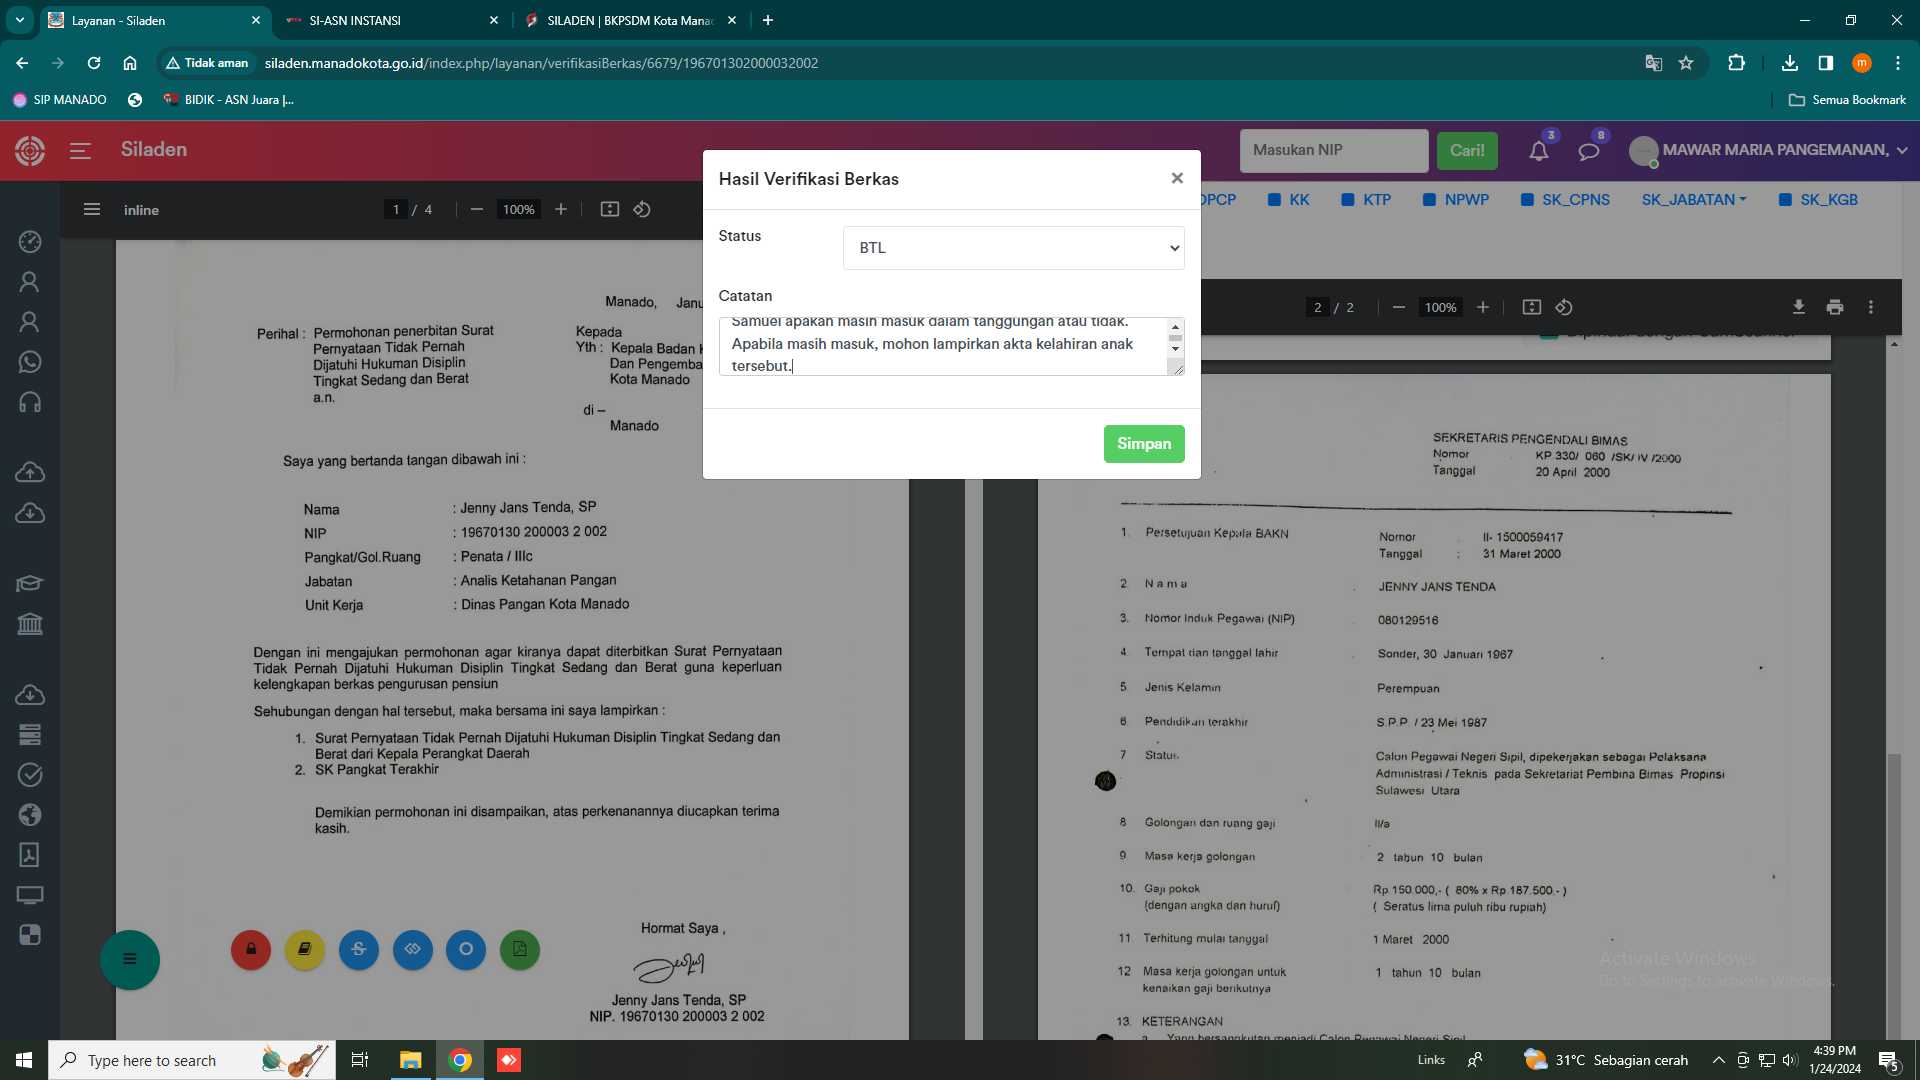 Layanan - Siladen
SI-ASN INSTANSI
SILADEN | BKPSDM Kota Mana
Tidak aman
siladen.manadokota.go.id/index.php/layanan/verifikasiBerkas/6679/196701302000032002
SIP MANADO
BIDIK - ASN Juara |...
Semua Bookmark
Siladen
Masukan NIP
Cari!
3
8
MAWAR MARIA PANGEMANAN,
inline
1 / 4
100%
DPCP
KK
KTP
NPWP
SK_CPNS
SK_JABATAN
SK_KGB
2 / 2
100%
Hasil Verifikasi Berkas
Status
BTL
Catatan
Samuel apakah masih masuk dalam tanggungan atau tidak.
Apabila masih masuk, mohon lampirkan akta kelahiran anak
tersebut.
Simpan
Manado, Janu
Perihal : Permohonan penerbitan Surat
Pernyataan Tidak Pernah
Dijatuhi Hukuman Disiplin
Tingkat Sedang dan Berat
a.n.
Kepada
Yth : Kepala Badan K
Dan Pengemba
Kota Manado
di –
Manado
Saya yang bertanda tangan dibawah ini :
Nama : Jenny Jans Tenda, SP
NIP : 19670130 200003 2 002
Pangkat/Gol.Ruang : Penata / IIIc
Jabatan : Analis Ketahanan Pangan
Unit Kerja : Dinas Pangan Kota Manado
Dengan ini mengajukan permohonan agar kiranya dapat diterbitkan Surat Pernyataan
Tidak Pernah Dijatuhi Hukuman Disiplin Tingkat Sedang dan Berat guna keperluan
kelengkapan berkas pengurusan pensiun
Sehubungan dengan hal tersebut, maka bersama ini saya lampirkan :
1. Surat Pernyataan Tidak Pernah Dijatuhi Hukuman Disiplin Tingkat Sedang dan
Berat dari Kepala Perangkat Daerah
2. SK Pangkat Terakhir
Demikian permohonan ini disampaikan, atas perkenanannya diucapkan terima
kasih.
Hormat Saya ,
Jenny Jans Tenda, SP
NIP. 19670130 200003 2 002
SEKRETARIS PENGENDALI BIMAS
Nomor KP 330/ 060 /SK/ IV /2000
Tanggal 20 April 2000
1. Persetujuan Kepala BAKN Nomor : II- 1500059417
Tanggal : 31 Maret 2000
2 N a m a JENNY JANS TENDA
3. Nomor Induk Pegawai (NIP) 080129516
4 Tempat dan tanggal lahir Sonder, 30 Januari 1967
5 Jenis Kelamin Perempuan
6 Pendidikan terakhir S.P.P. / 23 Mei 1987
7 Status Calon Pegawai Negeri Sipil, dipekerjakan sebagai Pelaksana
Administrasi / Teknis pada Sekretariat Pembina Bimas Propinsi
Sulawesi Utara
8 Golongan dan ruang gaji II/a
9 Masa kerja golongan 2 tahun 10 bulan
10. Gaji pokok Rp.150.000,- ( 80% x Rp.187.500.- )
(dengan angka dan huruf) ( Seratus lima puluh ribu rupiah)
11 Terhitung mulai tanggal 1 Maret 2000
12 Masa kerja golongan untuk 1 tahun 10 bulan
kenaikan gaji berikutnya
13. KETERANGAN
a. Yang bersangkutan menjadi Calon Pegawai Negeri Sipil
Activate Windows
Go to Settings to activate Windows.
Type here to search
Links
31°C Sebagian cerah
4:39 PM
1/24/2024
5